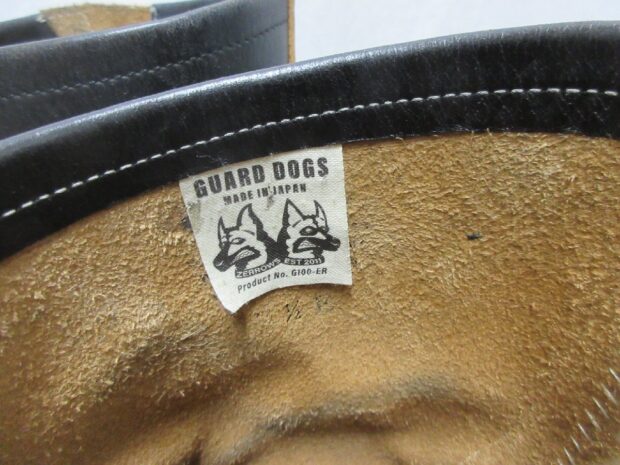 GUARD DOGS
MADE IN JAPAN
ZERROWS EST 2011
Product No. G100-ER